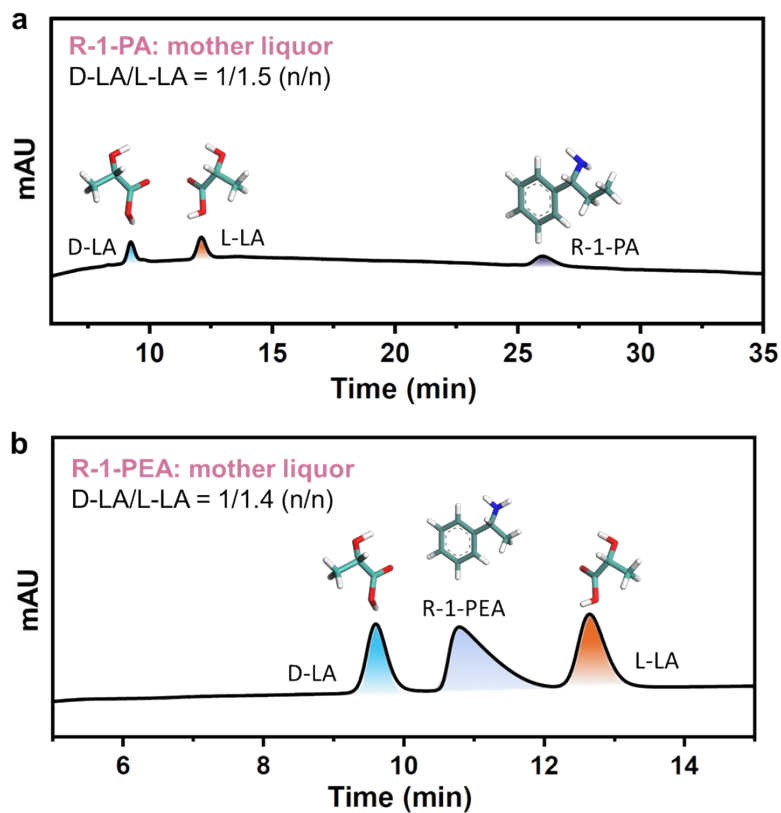 a
R-1-PA: mother liquor
D-LA/L-LA = 1/1.5 (n/n)
mAU
D-LA
L-LA
R-1-PA
10 15 20 25 30 35
Time (min)
b
R-1-PEA: mother liquor
D-LA/L-LA = 1/1.4 (n/n)
mAU
R-1-PEA
D-LA
L-LA
6 8 10 12 14
Time (min)